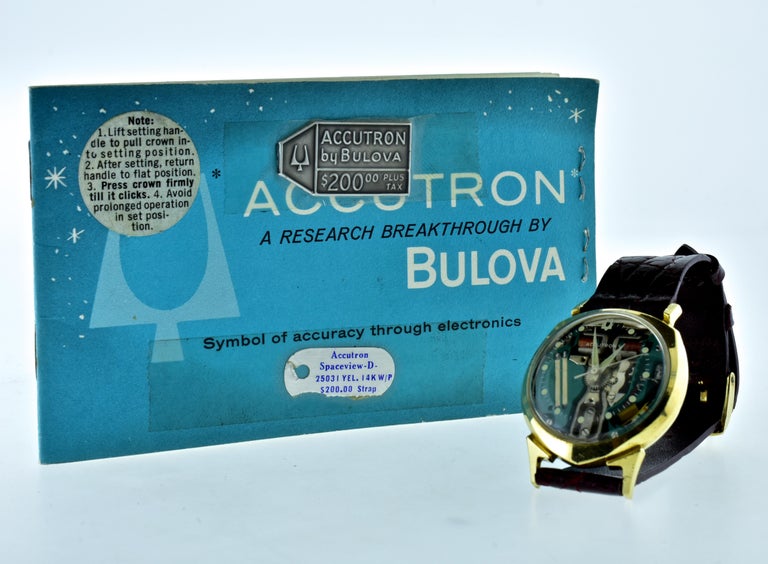 Note:
1. Lift setting han-
dle to pull crown in-
to setting position.
2. After setting, return
handle to flat position.
3. Press crown firmly
till it clicks. 4. Avoid
prolonged operation
in set posi-
tion.
ACCUTRON
by BULOVA
$200.00 PLUS
TAX
* ACCUTRON *
A RESEARCH BREAKTHROUGH BY
BULOVA
Symbol of accuracy through electronics
Accutron
Spaceview-D-
25031 YEL. 14K W/P
$200.00 Strap
ACCUTRON